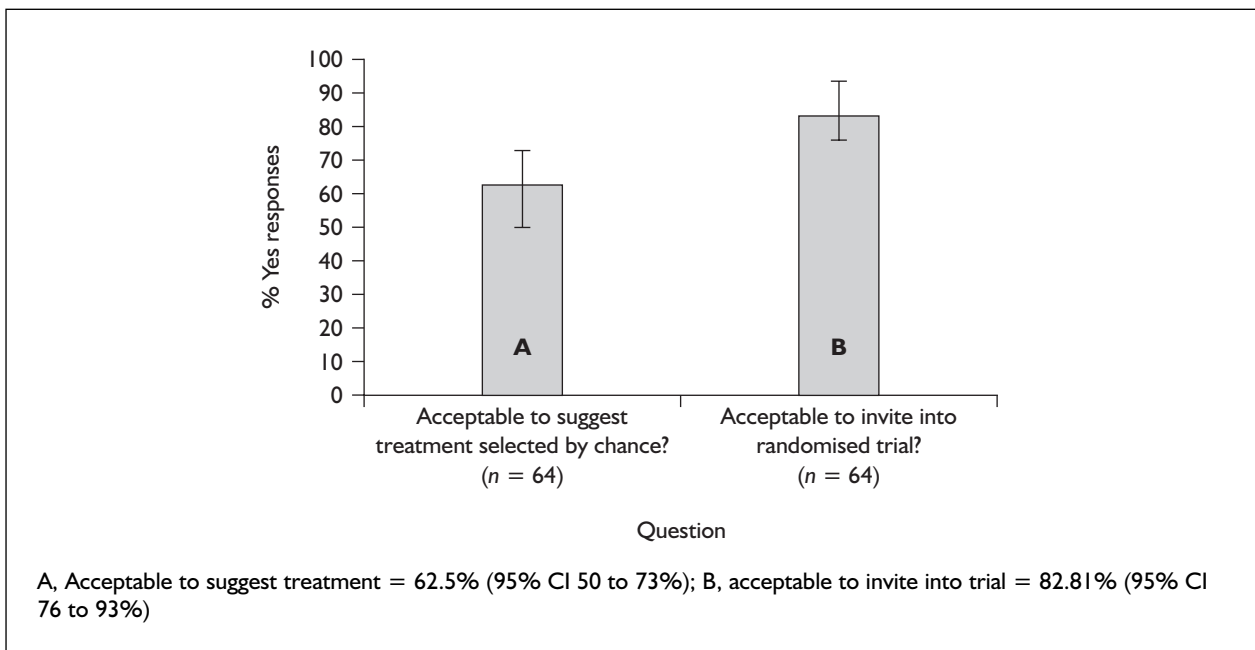 100
90
80
70
60
50
40
30
20
10
0
% Yes responses
A
B
Acceptable to suggest
treatment selected by chance?
(n = 64)
Acceptable to invite into
randomised trial?
(n = 64)
Question
A, Acceptable to suggest treatment = 62.5% (95% CI 50 to 73%); B, acceptable to invite into trial = 82.81% (95% CI
76 to 93%)